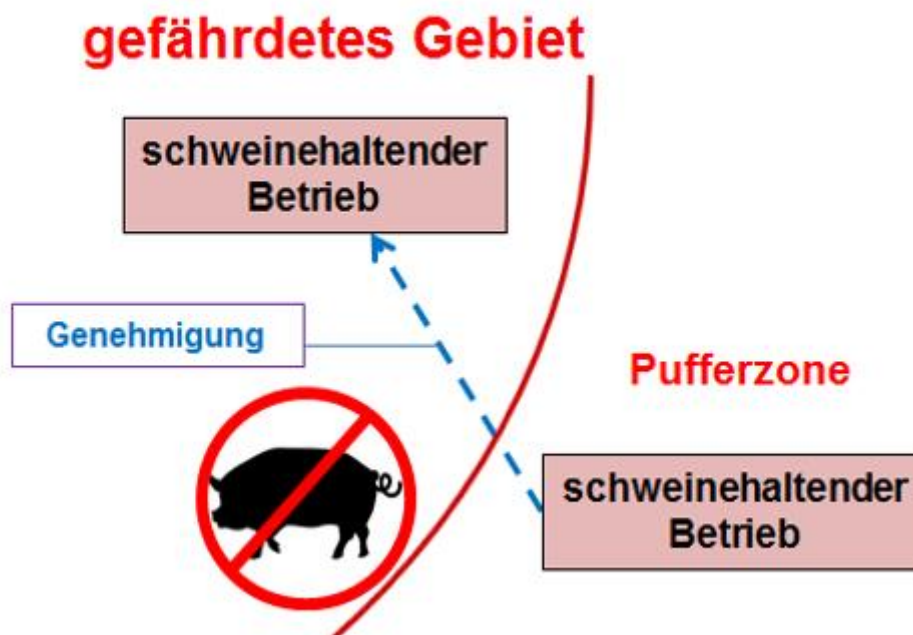 gefährdetes Gebiet
schweinehaltender
Betrieb
Genehmigung
Pufferzone
schweinehaltender
Betrieb